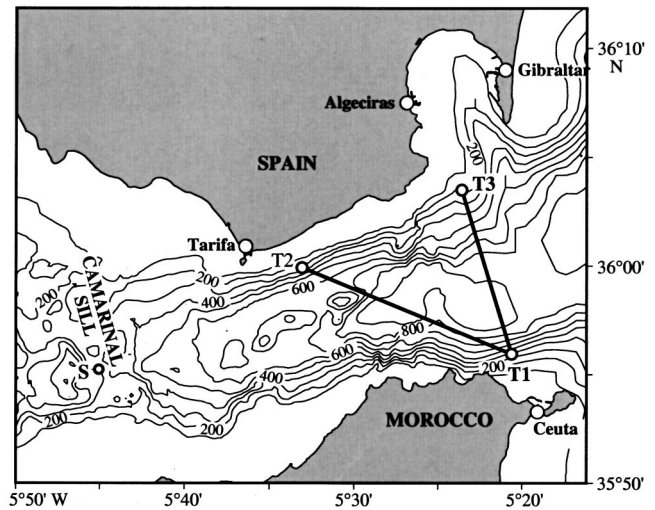 36°10'
N
Gibraltar
Algeciras
200
SPAIN
T3
Tarifa
T2
36°00'
200
200
400
600
CAMARINAL
SILL
800
600
S
400
200
T1
200
200
MOROCCO
Ceuta
35°50'
5°50' W
5°40'
5°30'
5°20'